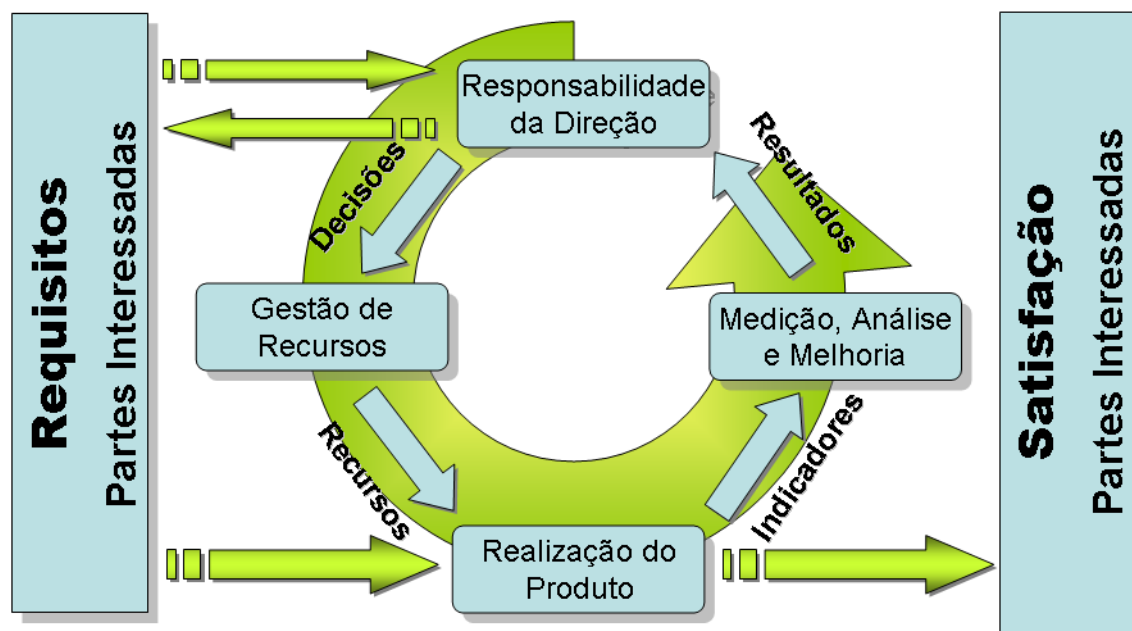 Requisitos
Partes Interessadas
Responsabilidade
da Direção
Decisões
Gestão de
Recursos
Recursos
Realização do
Produto
Indicadores
Medição, Análise
e Melhoria
Resultados
Satisfação
Partes Interessadas